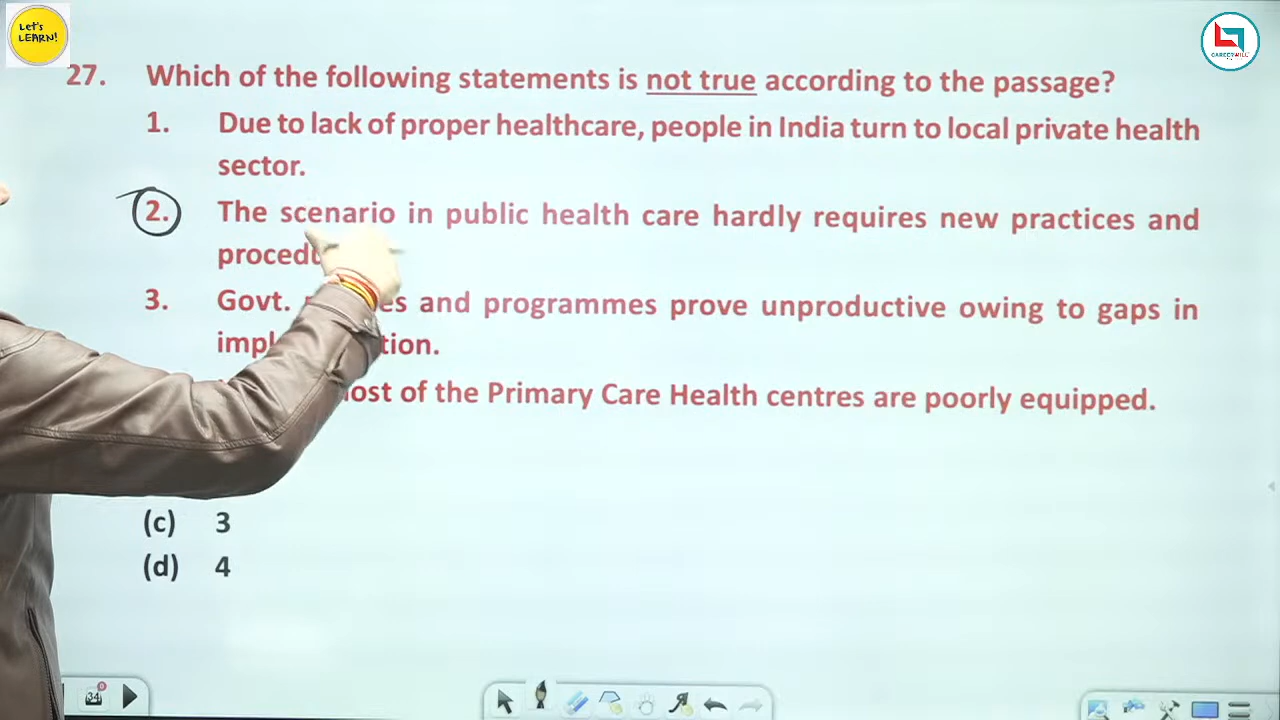 Let's
LEARN!
CAREERWILL
27. Which of the following statements is not true according to the passage?
1. Due to lack of proper healthcare, people in India turn to local private health
sector.
2. The scenario in public health care hardly requires new practices and
3. Govt. and programmes prove unproductive owing to gaps in
of the Primary Care Health centres are poorly equipped.
(c) 3
(d) 4
34